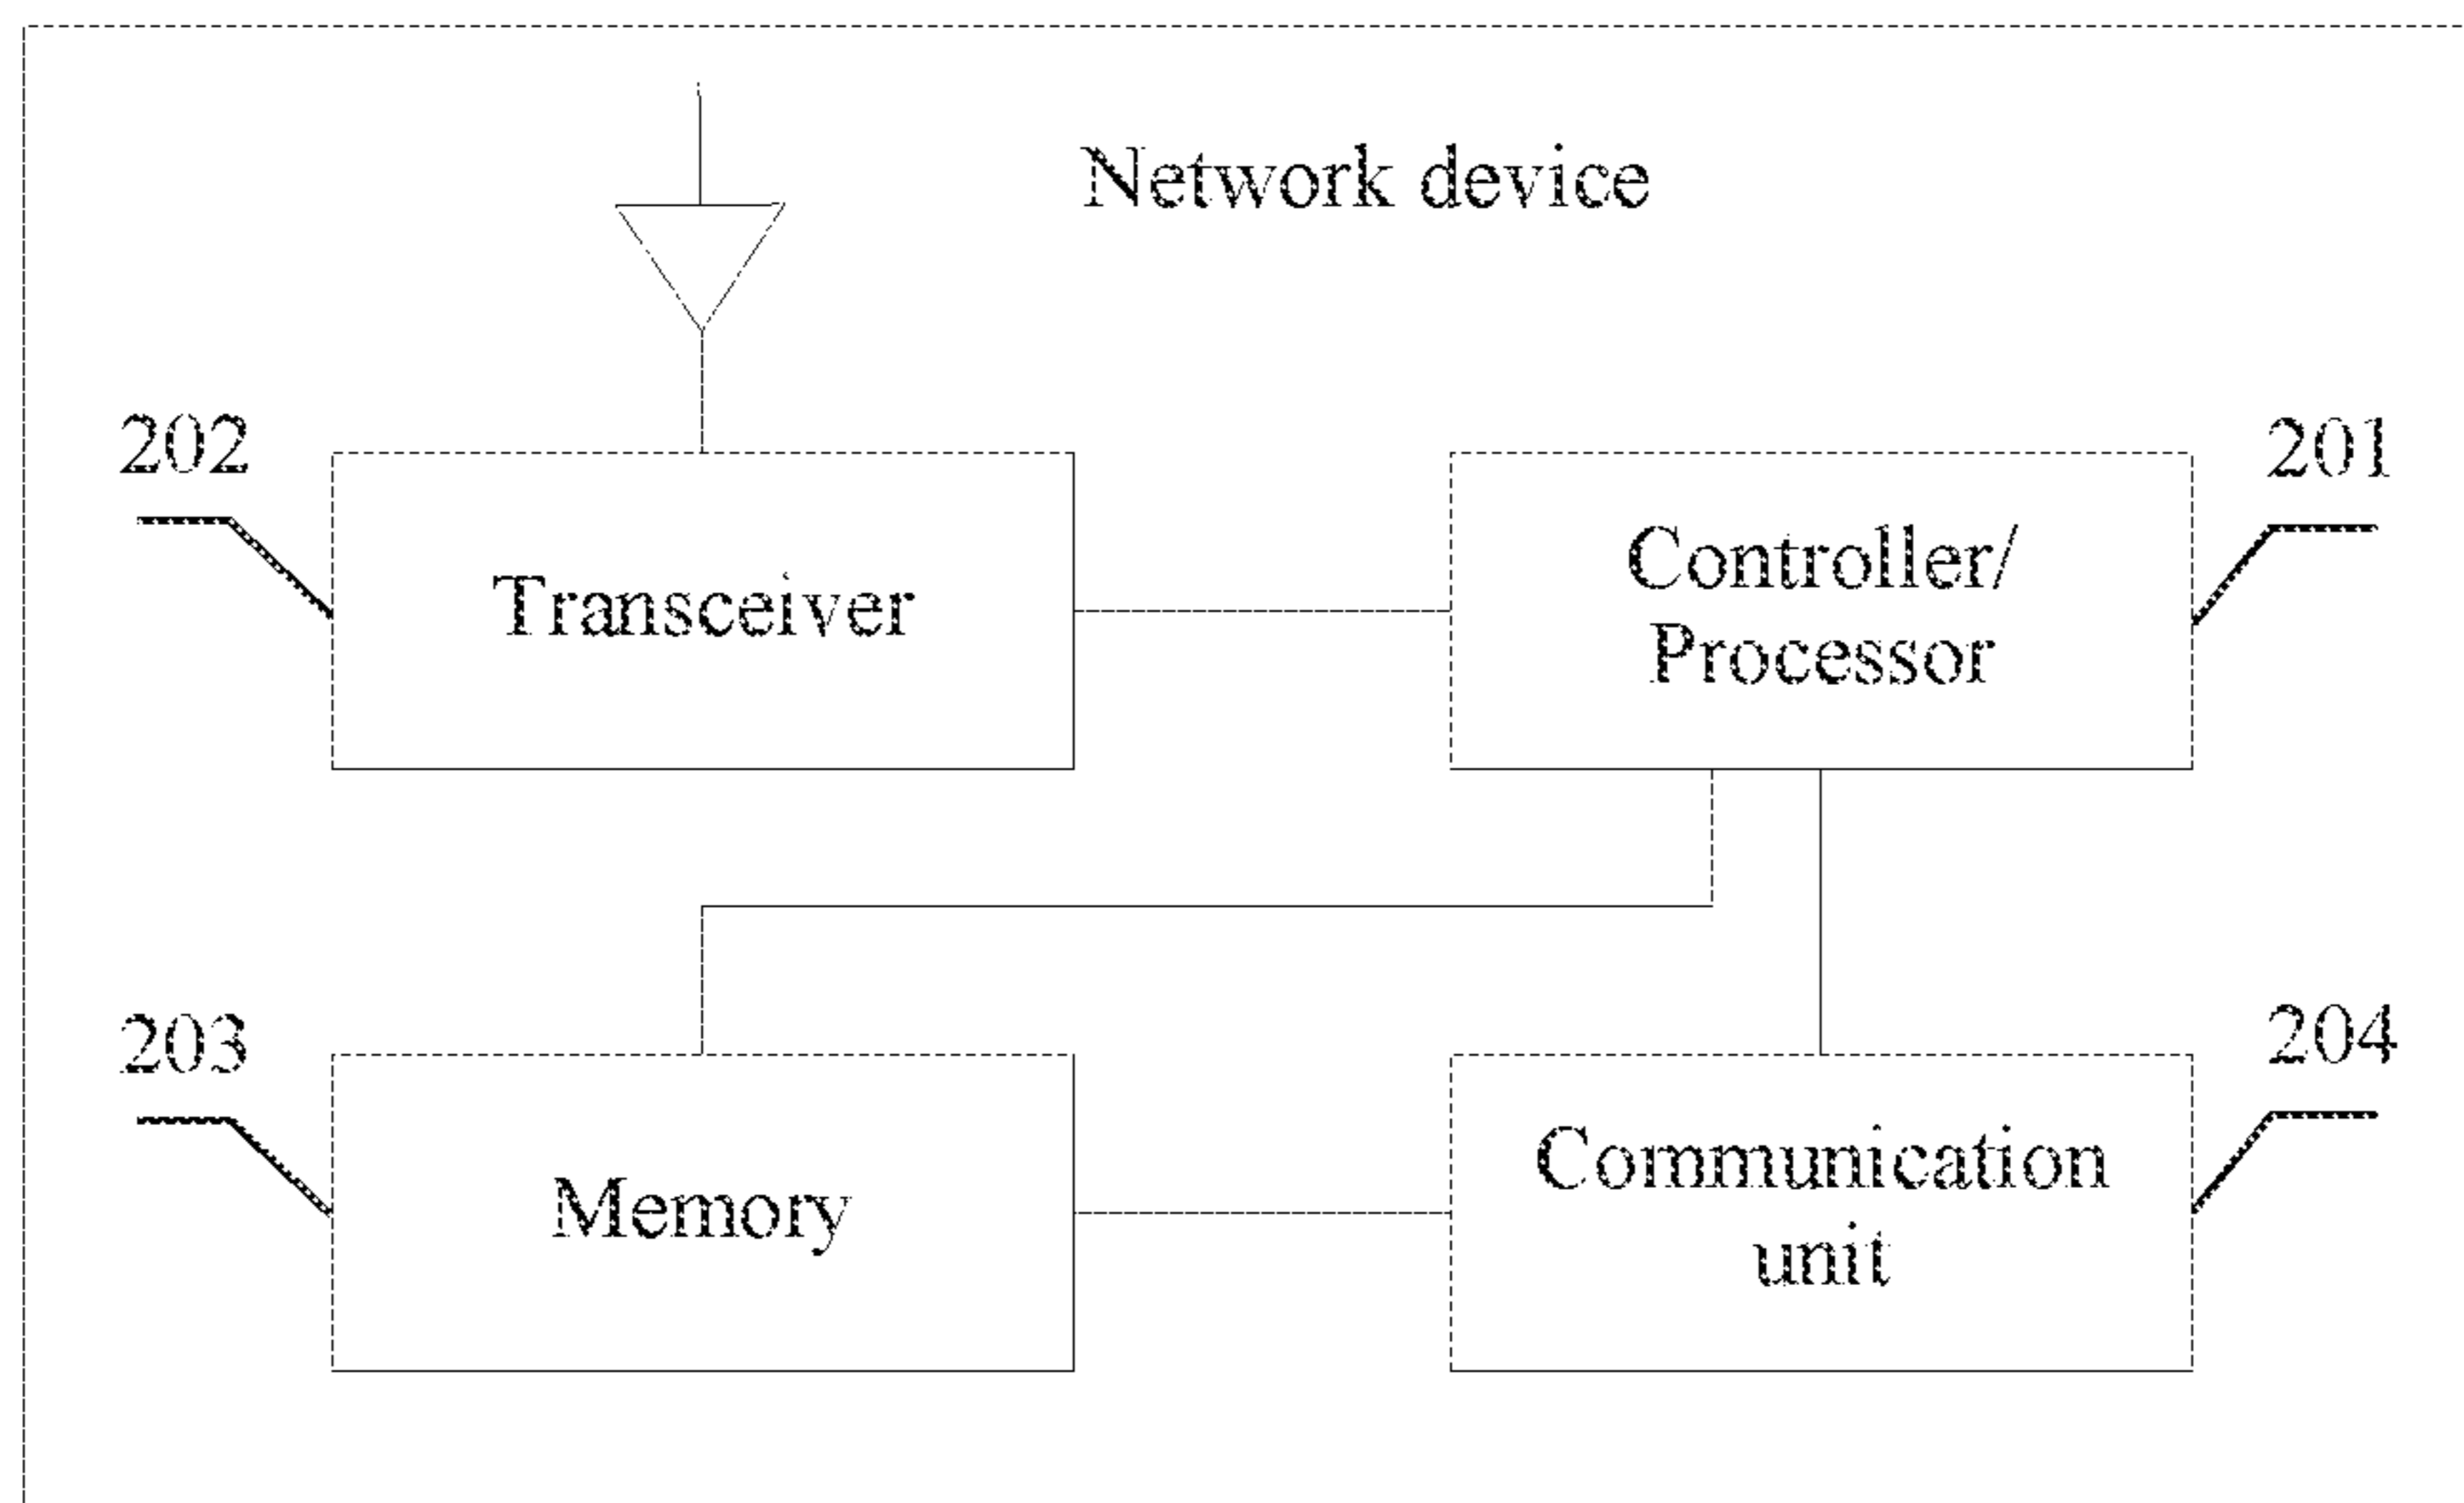 Network device
202
201
Transceiver
Controller/
Processor
203
204
Memory
Communication
unit